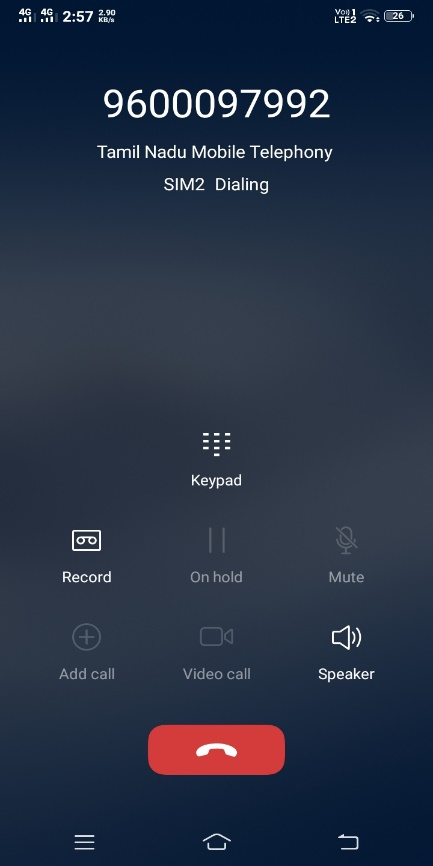 4G 4G 2:57 2.90 KB/s Vo) 1 LTE2 26
9600097992
Tamil Nadu Mobile Telephony
SIM2 Dialing
Keypad
Record On hold Mute
Add call Video call Speaker